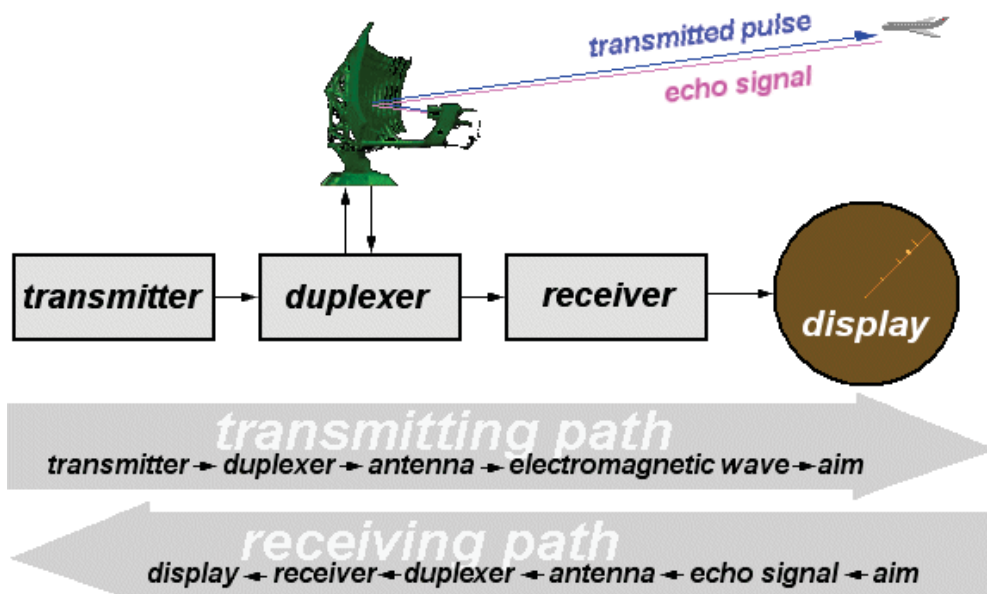 transmitted pulse
echo signal
transmitter
duplexer
receiver
display
transmitting path
transmitter → duplexer → antenna → electromagnetic wave → aim
receiving path
display ← receiver ← duplexer ← antenna ← echo signal ← aim